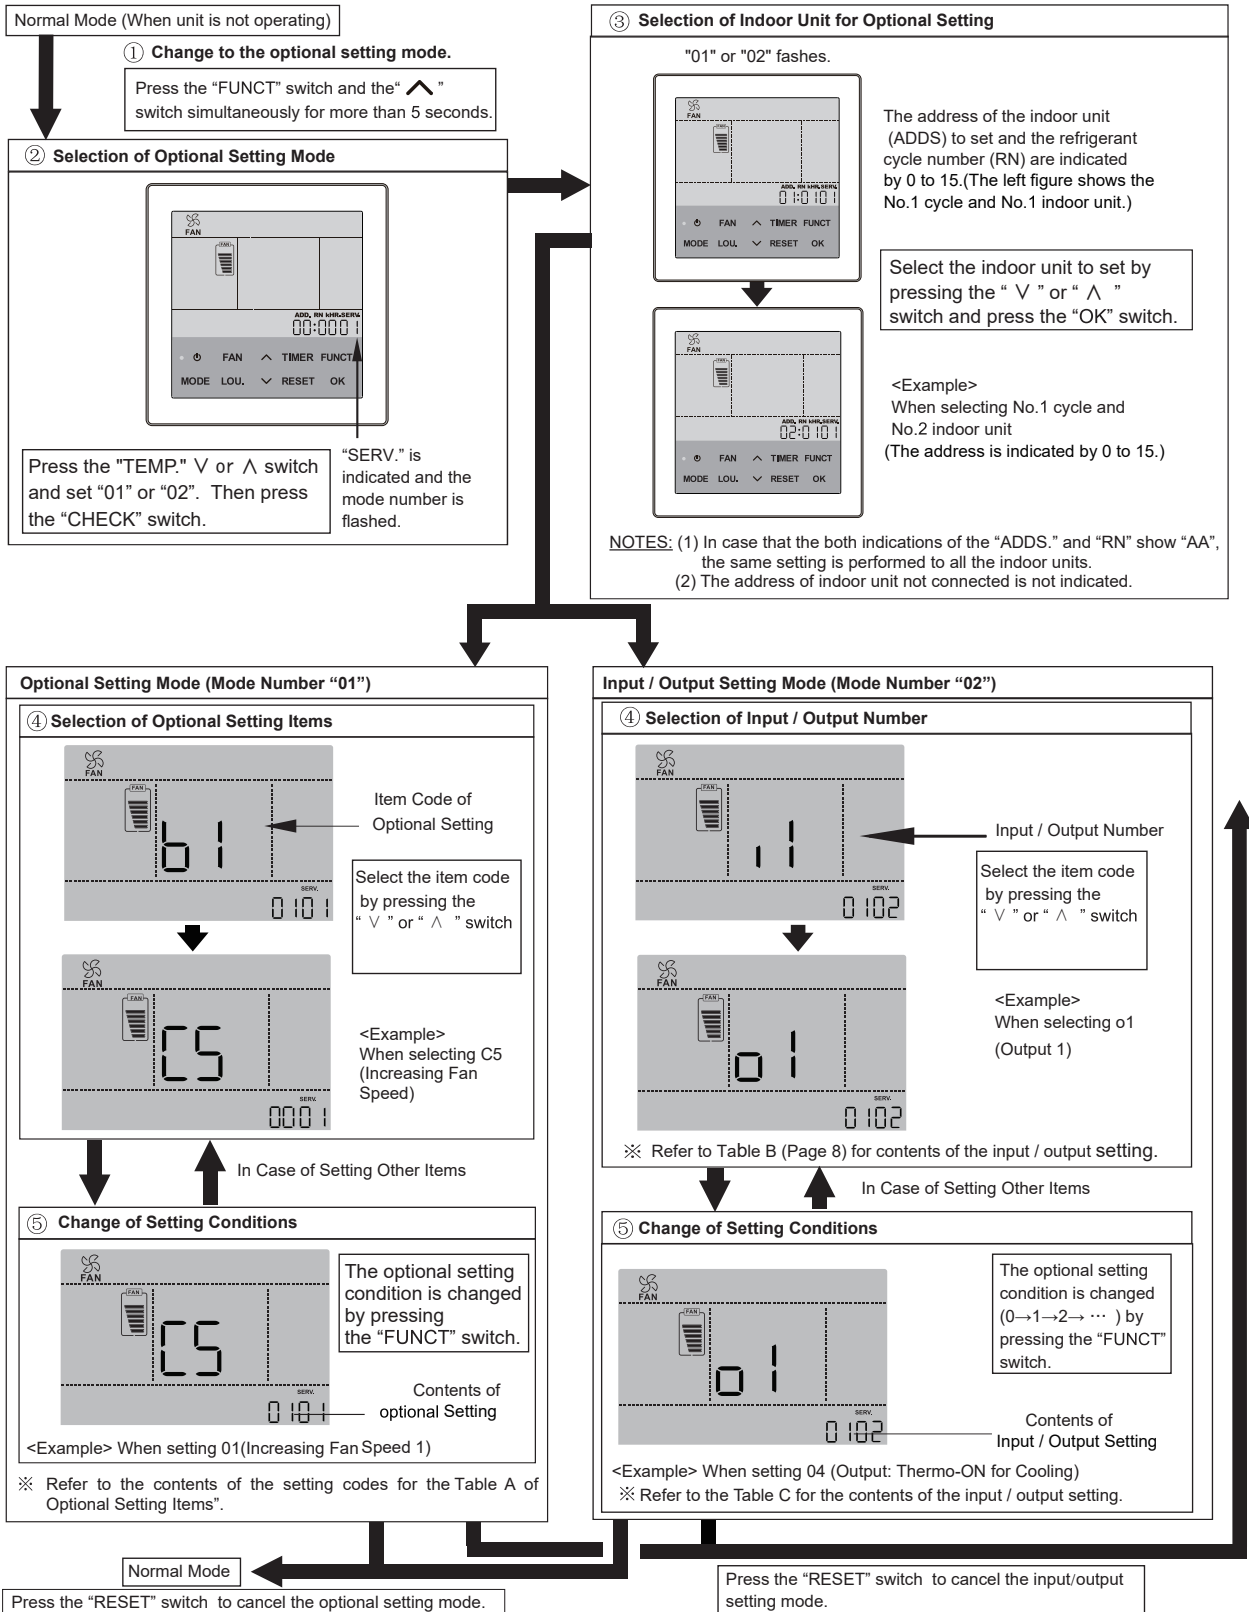 Normal Mode (When unit is not operating)
① Change to the optional setting mode.
Press the “FUNCT” switch and the“ ∧ ”
switch simultaneously for more than 5 seconds.
② Selection of Optional Setting Mode
FAN
FAN
ADD. RN kHR.SERV.
00:0001
FAN ∧ TIMER FUNCT
MODE LOU. ∨ RESET OK
Press the "TEMP." ∨ or ∧ switch
and set “01” or “02”. Then press
the “CHECK” switch.
“SERV.” is
indicated and the
mode number is
flashed.
③ Selection of Indoor Unit for Optional Setting
"01" or "02" fashes.
FAN
FAN
ADD. RN kHR.SERV.
01:0101
FAN ∧ TIMER FUNCT
MODE LOU. ∨ RESET OK
The address of the indoor unit
(ADDS) to set and the refrigerant
cycle number (RN) are indicated
by 0 to 15.(The left figure shows the
No.1 cycle and No.1 indoor unit.)
Select the indoor unit to set by
pressing the “ ∨ ” or “ ∧ ”
switch and press the “OK” switch.
FAN
FAN
ADD. RN kHR.SERV.
02:0101
FAN ∧ TIMER FUNCT
MODE LOU. ∨ RESET OK
<Example>
When selecting No.1 cycle and
No.2 indoor unit
(The address is indicated by 0 to 15.)
NOTES: (1) In case that the both indications of the “ADDS.” and “RN” show “AA”,
the same setting is performed to all the indoor units.
(2) The address of indoor unit not connected is not indicated.
Optional Setting Mode (Mode Number “01”)
④ Selection of Optional Setting Items
FAN
FAN
b1
SERV.
0101
Item Code of
Optional Setting
Select the item code
by pressing the
“ ∨ ” or “ ∧ ” switch
FAN
FAN
C5
SERV.
0001
<Example>
When selecting C5
(Increasing Fan
Speed)
In Case of Setting Other Items
⑤ Change of Setting Conditions
FAN
FAN
C5
SERV.
0101
The optional setting
condition is changed
by pressing
the “FUNCT” switch.
Contents of
optional Setting
<Example> When setting 01(Increasing Fan Speed 1)
※ Refer to the contents of the setting codes for the Table A of
Optional Setting Items”.
Input / Output Setting Mode (Mode Number “02”)
④ Selection of Input / Output Number
FAN
FAN
i1
SERV.
0102
Input / Output Number
Select the item code
by pressing the
“ ∨ ” or “ ∧ ” switch
FAN
FAN
o1
SERV.
0102
<Example>
When selecting o1
(Output 1)
※ Refer to Table B (Page 8) for contents of the input / output setting.
In Case of Setting Other Items
⑤ Change of Setting Conditions
FAN
FAN
o1
SERV.
0102
The optional setting
condition is changed
(0→1→2→ ··· ) by
pressing the “FUNCT”
switch.
Contents of
Input / Output Setting
<Example> When setting 04 (Output: Thermo-ON for Cooling)
※ Refer to the Table C for the contents of the input / output setting.
Normal Mode
Press the “RESET” switch to cancel the optional setting mode.
Press the “RESET” switch to cancel the input/output
setting mode.